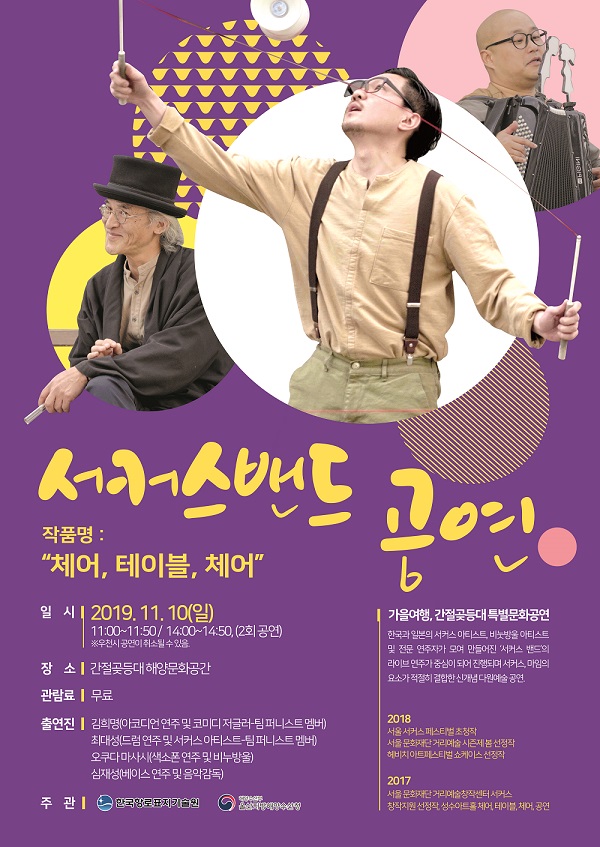 서커스밴드
공연
작품명 :
“체어, 테이블, 체어”
일 시 2019. 11. 10(일)
11:00~11:50 / 14:00~14:50, (2회 공연)
※우천시 공연이 취소될 수 있음.
장 소 간절곶등대 해양문화공간
관람료 무료
출연진 김희명(아코디언 연주 및 코미디 저글러-팀 퍼니스트 멤버)
최대성(드럼 연주 및 서커스 아티스트-팀 퍼니스트 멤버)
오쿠다 마사시(색소폰 연주 및 비누방울)
심재성(베이스 연주 및 음악감독)
주 관 한국항로표지기술원 해양수산부
울산지방해양수산청
가을여행, 간절곶등대 특별문화공연
한국과 일본의 서커스 아티스트, 비눗방울 아티스트
및 전문 연주자가 모여 만들어진 '서커스 밴드'의
라이브 연주가 중심이 되어 진행되며 서커스, 마임의
요소가 적절히 결합한 신개념 다원예술 공연.
2018
서울 서커스 페스티벌 초청작
서울 문화재단 거리예술 시즌제 봄 선정작
헤비치 아트페스티벌 쇼케이스 선정작
2017
서울 문화재단 거리예술창작센터 서커스
창작지원 선정작, 성수아트홀 체어, 테이블, 체어, 공연